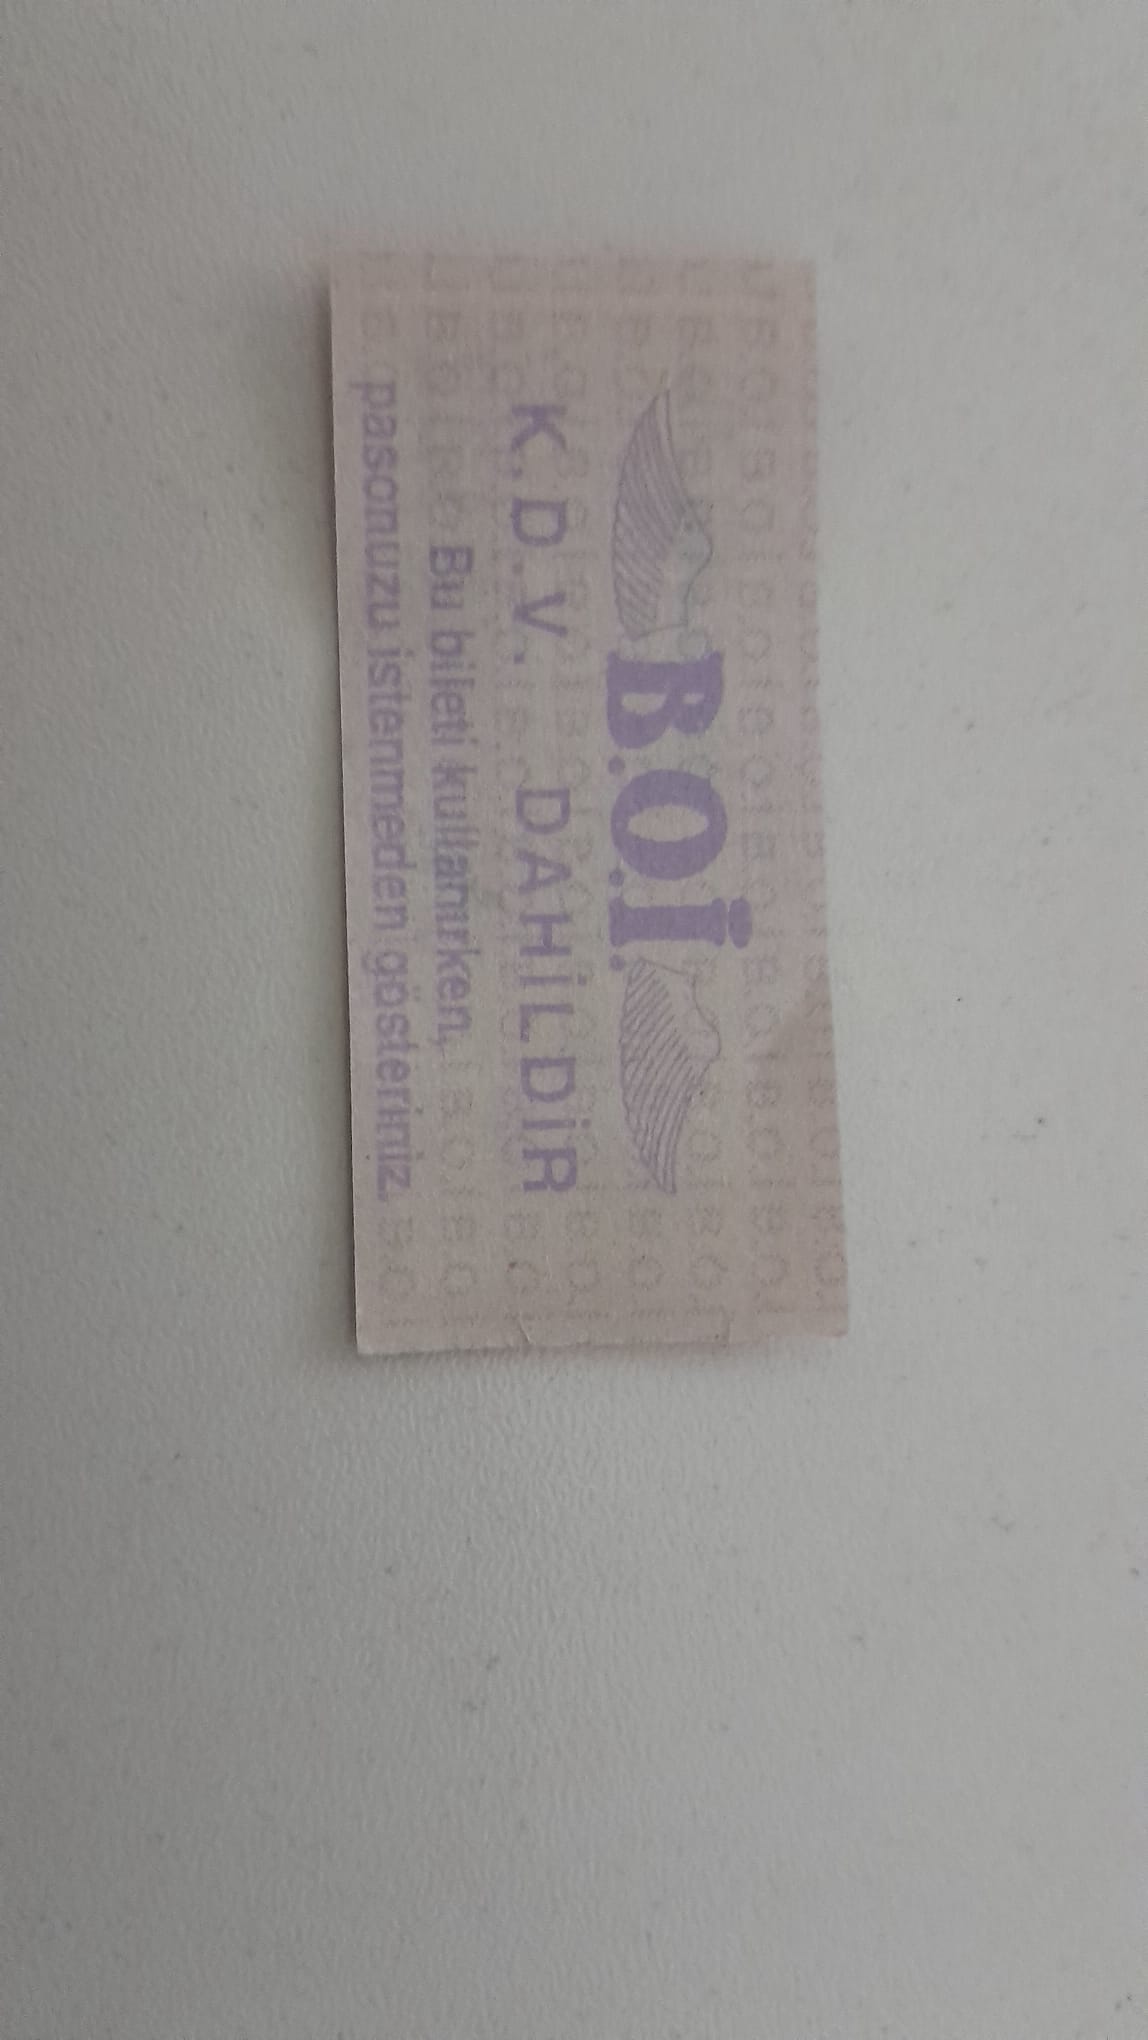 B.O.İ.
K.D.V. DAHİLDİR
Bu bileti kullanırken,
pasonuzu istenmeden gösteriniz.